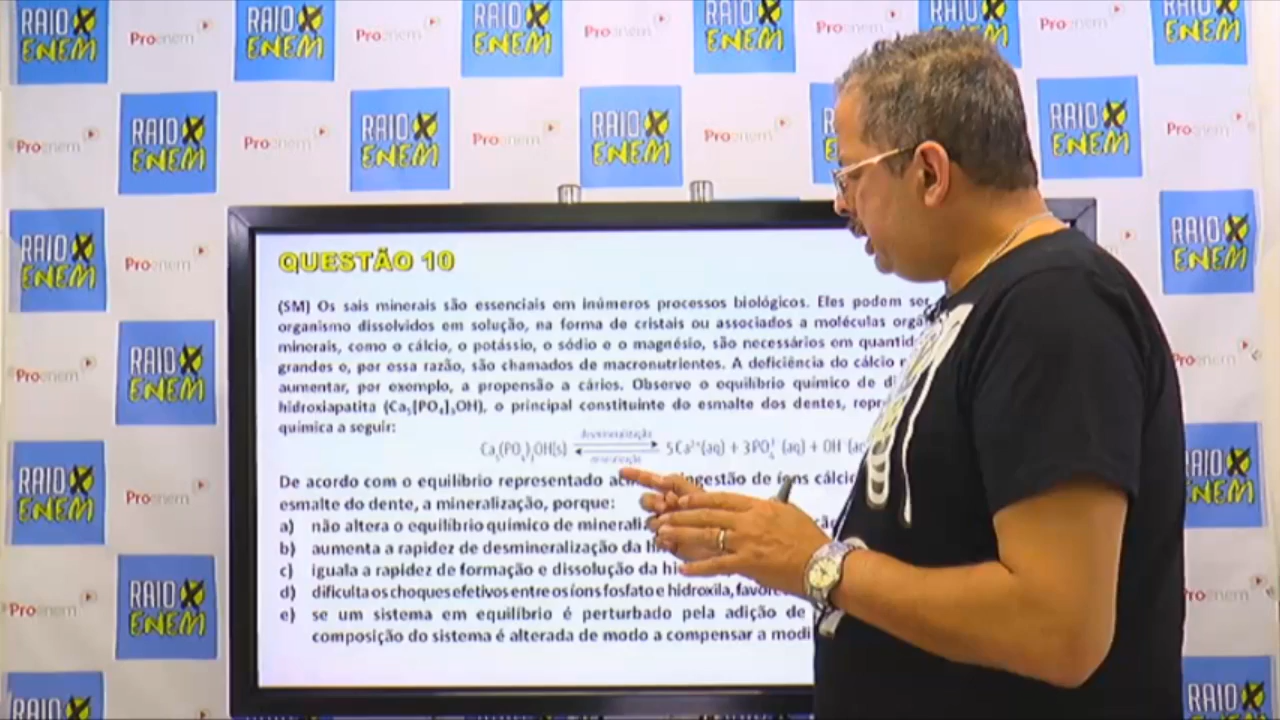 RAIO X ENEM
Proenem
QUESTÃO 10
(SM) Os sais minerais são essenciais em inúmeros processos biológicos. Eles podem ser
organismo dissolvidos em solução, na forma de cristais ou associados a moléculas orgâ
minerais, como o cálcio, o potássio, o sódio e o magnésio, são necessários em quantid
grandes e, por essa razão, são chamados de macronutrientes. A deficiência do cálcio
aumentar, por exemplo, a propensão a cáries. Observe o equilíbrio químico de di
hidroxiapatita (Ca5[PO4]3OH), o principal constituinte do esmalte dos dentes, repr
química a seguir:
desmineralização
Ca5(PO4)3OH(s) ⇌ 5Ca²⁺(aq) + 3PO4³⁻ (aq) + OH⁻ (aq
mineralização
De acordo com o equilíbrio representado ngestão de íons cálcio
esmalte do dente, a mineralização, porque:
a) não altera o equilíbrio químico de minerali
b) aumenta a rapidez de desmineralização da
c) iguala a rapidez de formação e dissolução da hi
d) dificulta os choques efetivos entre os íons fosfato e hidroxila, favore
e) se um sistema em equilíbrio é perturbado pela adição de
composição do sistema é alterada de modo a compensar a modi